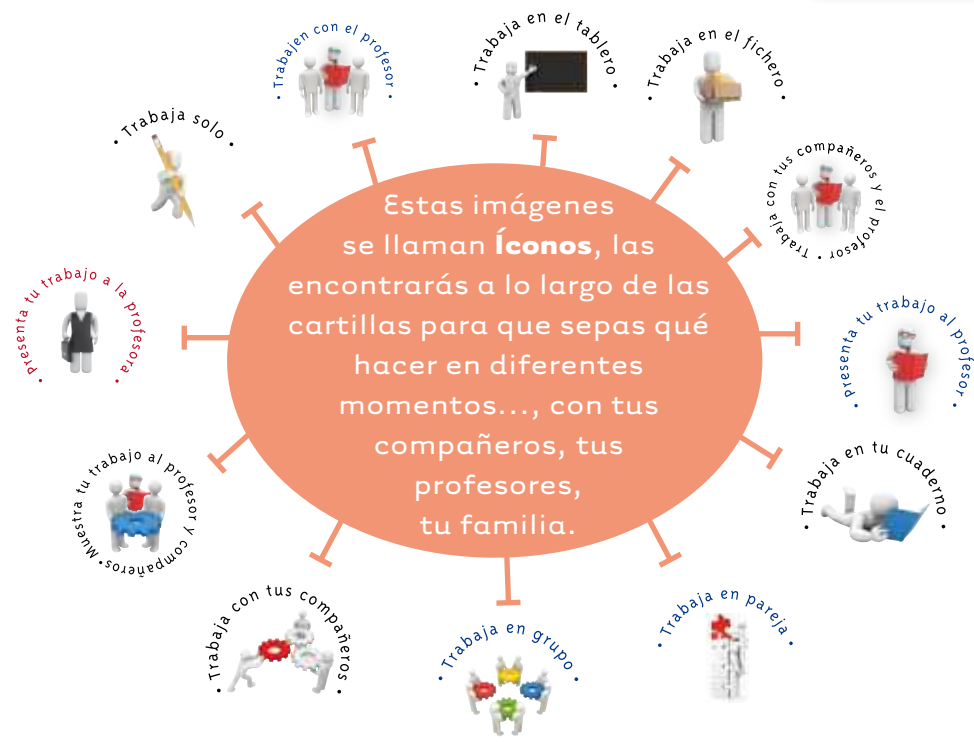 Trabajen con el profesor
Trabaja en el tablero
Trabaja en el fichero
Trabaja solo
Trabaja con tus compañeros y el profesor
Estas imágenes
se llaman Íconos, las
encontrarás a lo largo de las
cartillas para que sepas qué
hacer en diferentes
momentos..., con tus
compañeros, tus
profesores,
tu familia.
Presenta tu trabajo a la profesora
Presenta tu trabajo al profesor
Muestra tu trabajo al profesor y compañeros
Trabaja en tu cuaderno
Trabaja con tus compañeros
Trabaja en grupo
Trabaja en pareja